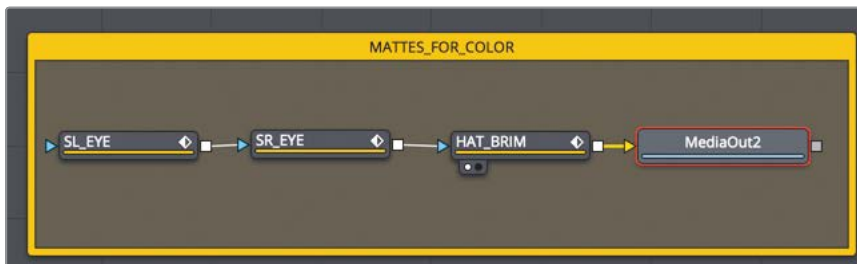 MATTES_FOR_COLOR
SL_EYE
SR_EYE
HAT_BRIM
MediaOut2